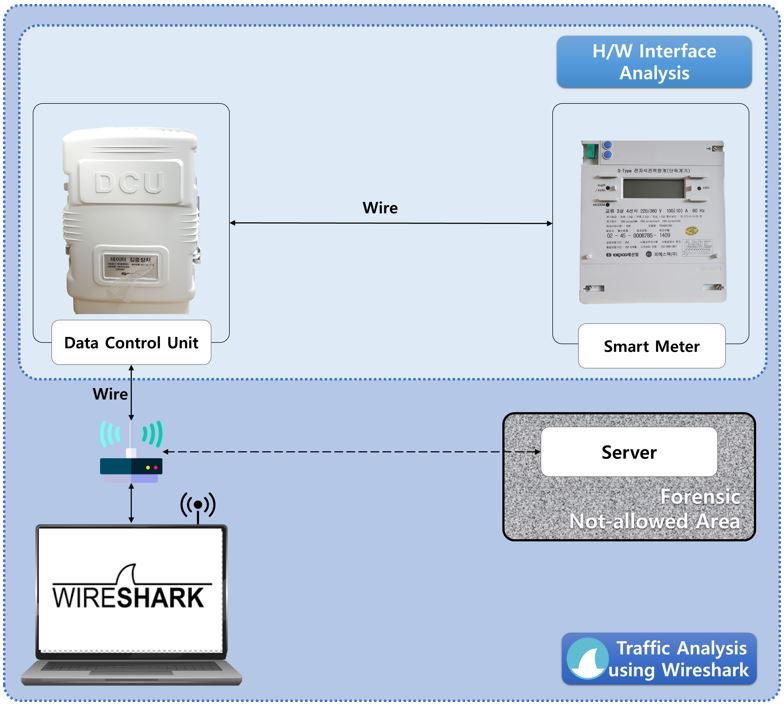 H/W Interface
Analysis
DCU
데이터 집중장치
D-Type 전자식전력량계(단독계기)
교류 3상 4선식 220/380 V 100(10) A 60 Hz
02 - 45 - 0006785 - 1409
Wire
Data Control Unit
Smart Meter
Wire
Server
Forensic
Not-allowed Area
WIRESHARK
Traffic Analysis
using Wireshark